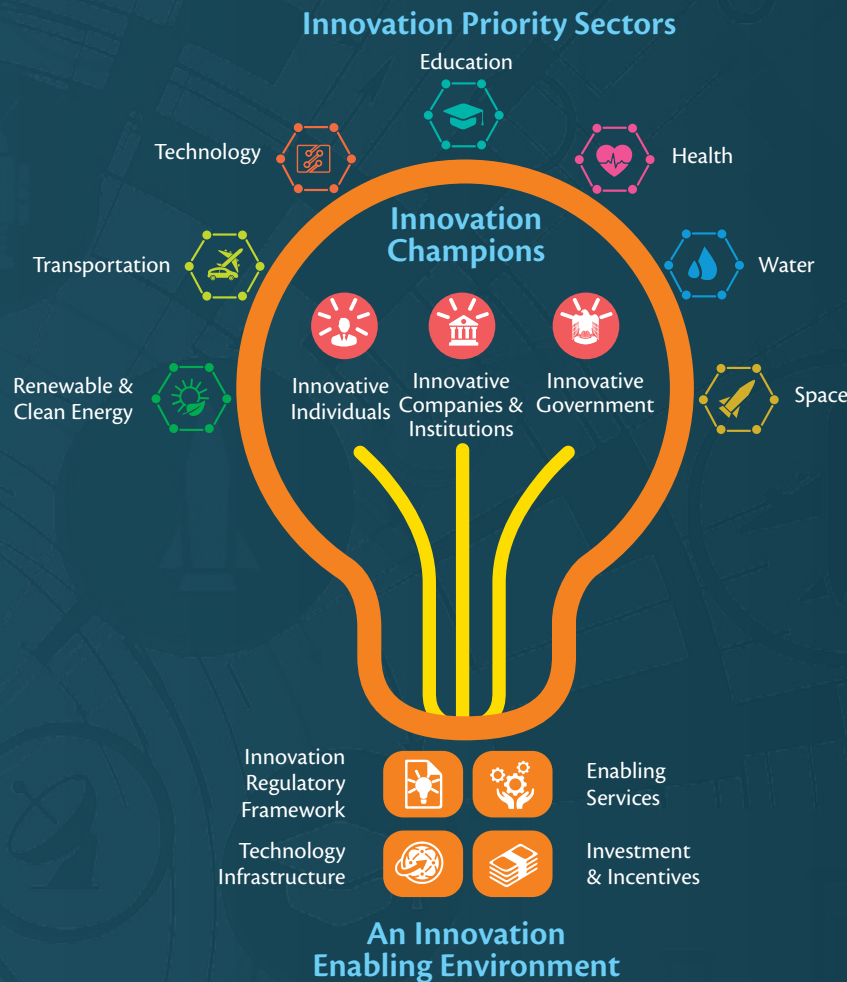 Innovation Priority Sectors
Education
Technology
Health
Transportation
Water
Renewable &
Clean Energy
Space
Innovation
Champions
Innovative
Individuals
Innovative
Companies &
Institutions
Innovative
Government
Innovation
Regulatory
Framework
Enabling
Services
Technology
Infrastructure
Investment
& Incentives
An Innovation
Enabling Environment